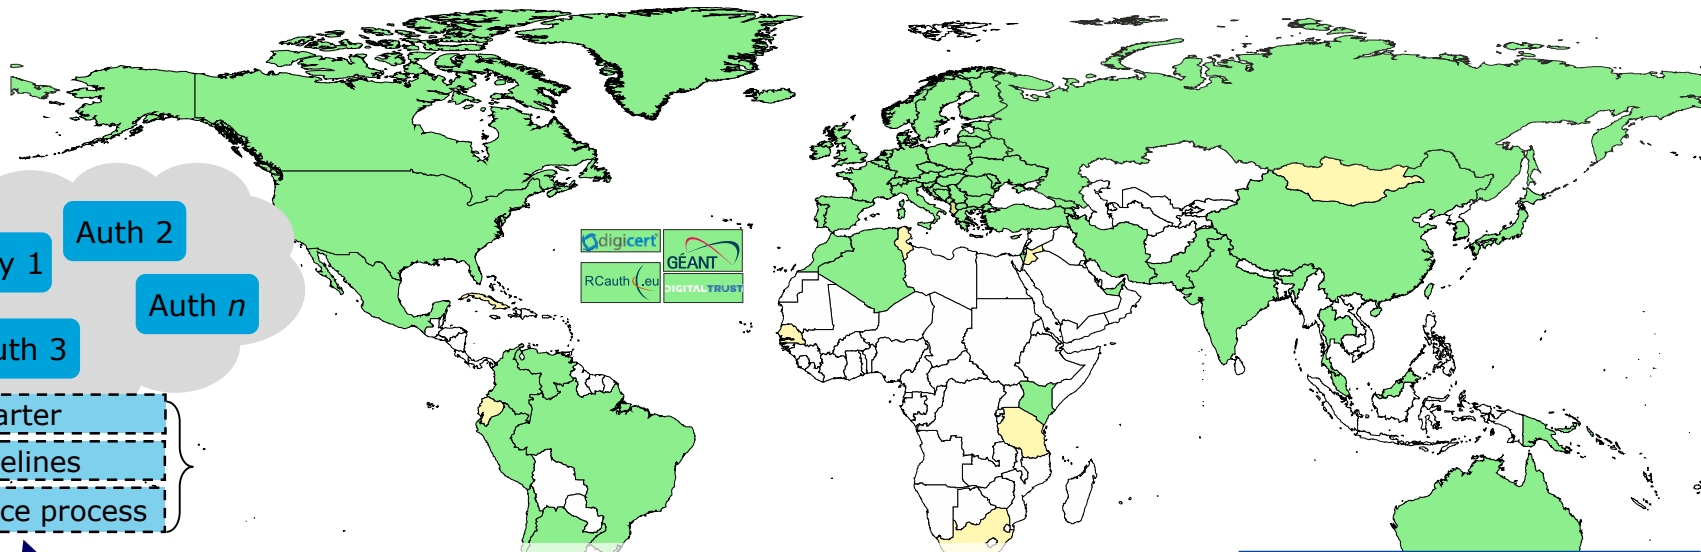 Auth 2
y 1
Auth n
uth 3
arter
elines
ce process
digicert
GÉANT
RCauth.eu
DIGITAL TRUST